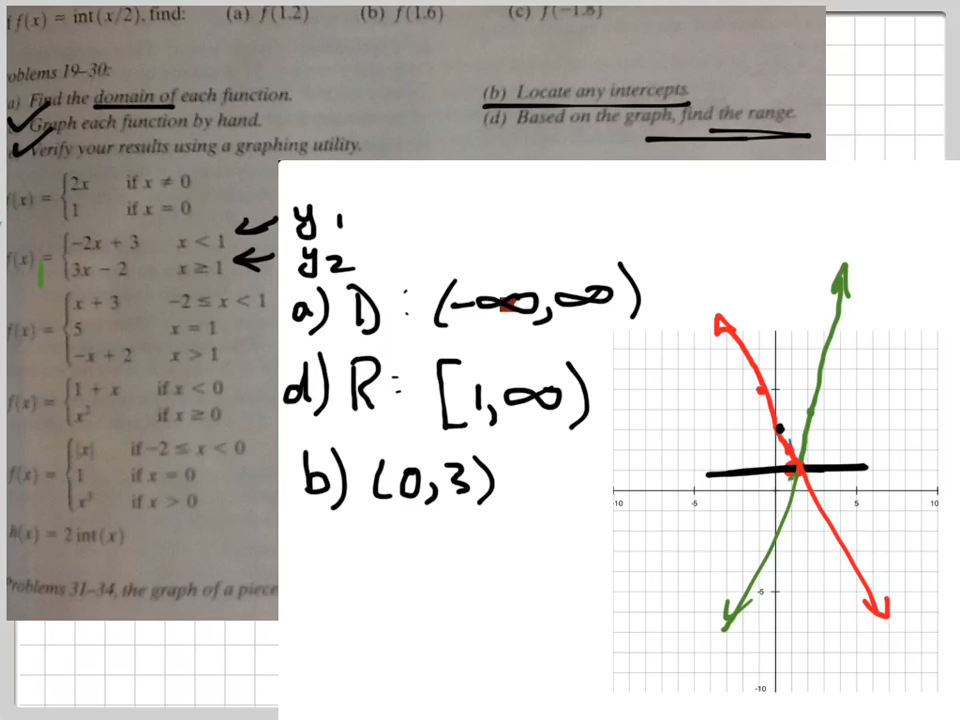 f f(x) = int(x/2), find: (a) f(1.2) (b) f(1.6) (c) f(−1.8)
oblems 19–30:
a) Find the domain of each function. (b) Locate any intercepts.
Graph each function by hand. (d) Based on the graph, find the range.
Verify your results using a graphing utility.
f(x) = { 2x if x ≠ 0
1 if x = 0
f(x) = { −2x + 3 x < 1
3x − 2 x ≥ 1
f(x) = { x + 3 −2 ≤ x < 1
5 x = 1
−x + 2 x > 1
f(x) = { 1 + x if x < 0
x² if x ≥ 0
f(x) = { |x| if −2 ≤ x < 0
1 if x = 0
x³ if x > 0
h(x) = 2 int(x)
Problems 31–34, the graph of a piece
y1
y2
a) D : (-∞,∞)
d) R: [1,∞)
b) (0,3)
-10 -5 5 10
-5
-10